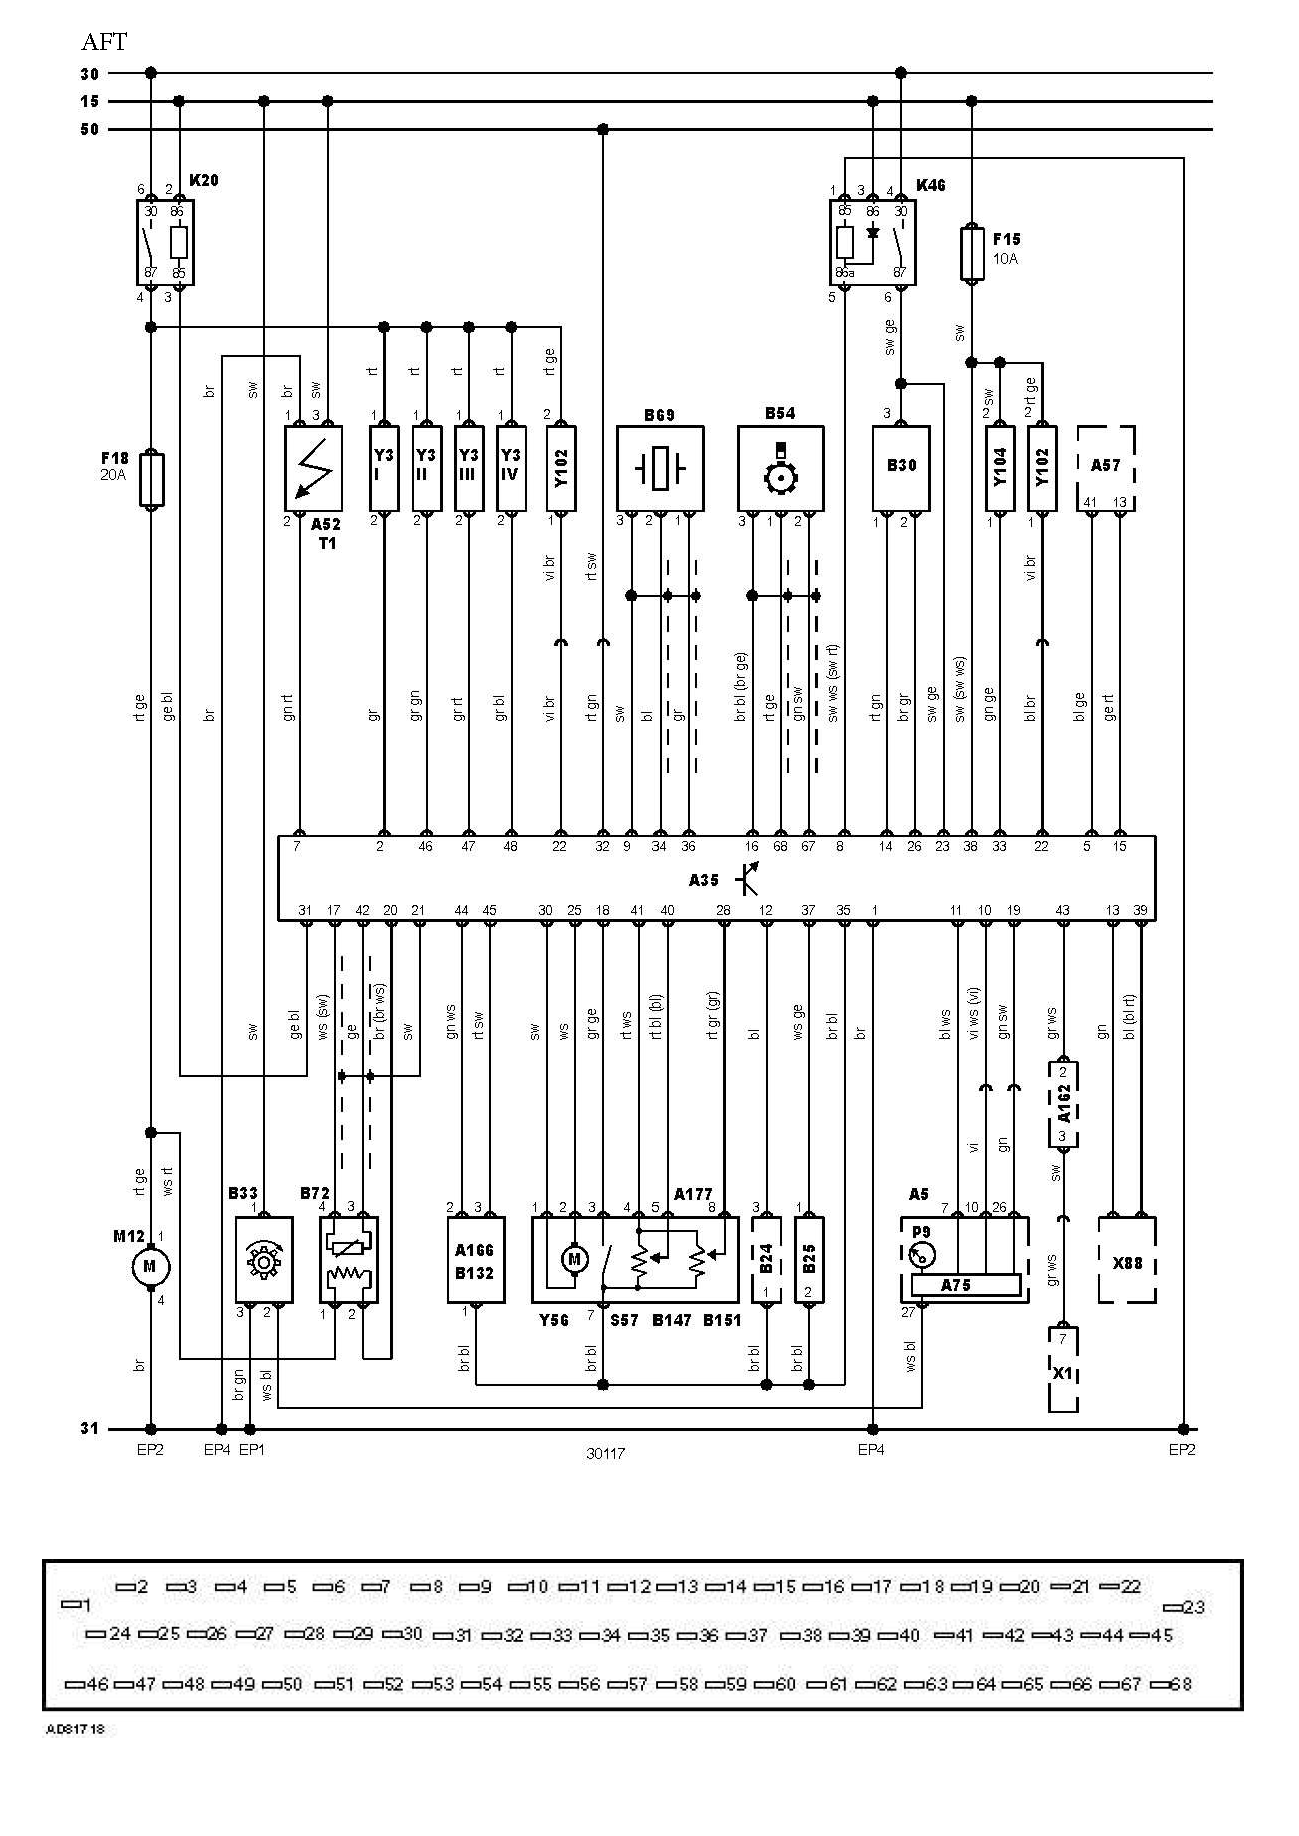 AFT
30
15
50
K20
6 2
30 86
87 85
4 3
K46
1 3 4
85 86 30
86a 87
5 6
F15
10A
sw ge
sw
rt rt rt rt rt ge
br sw br sw
sw rt ge
1 3 1 1 1 1 2
B69
B54
3 2 2
F18
20A
Y3 I
Y3 II
Y3 III
Y3 IV
Y102
B30
Y104
Y102
A57
41 13
2 2 2 2 2 1 3 2 1 3 1 2 1 2 1 1
A52
T1
vi br rt sw vi br
rt ge ge bl br gn rt gr gr gn gr rt gr bl vi br rt gn sw bl gr br bl (br ge) rt ge gn sw sw ws (sw rt) rt gn br gr sw ge sw (sw ws) gn ge bl br bl ge ge rt
7 2 46 47 48 22 32 9 34 36 16 68 67 8 14 26 23 38 33 22 5 15
A35
31 17 42 20 21 44 45 30 25 18 41 40 28 12 37 35 1 11 10 19 43 13 39
sw ge bl ws (sw) ge br (br ws) sw gn ws rt sw sw ws gr ge rt ws rt bl (bl) rt gr (gr) bl ws ge br bl br bl ws vi ws (vi) gn sw gr ws gn bl (bl rt)
2
A162
3
vi gn
rt ge ws rt sw
B33 B72 A177 A5
1 4 3 2 3 1 2 3 4 5 8 3 1 7 10 26
M12 1
M
4
A166
B132
M
B24
B25
P9
A75
X88
gr ws
1 2
3 2 1 2 1 7 27
Y56 S57 B147 B151
7
X1
br br gn ws bl br bl br bl br bl br bl ws bl
31
EP2 EP4 EP1 30117 EP4 EP2
2 3 4 5 6 7 8 9 10 11 12 13 14 15 16 17 18 19 20 21 22
1 23
24 25 26 27 28 29 30 31 32 33 34 35 36 37 38 39 40 41 42 43 44 45
46 47 48 49 50 51 52 53 54 55 56 57 58 59 60 61 62 63 64 65 66 67 68
AD81718